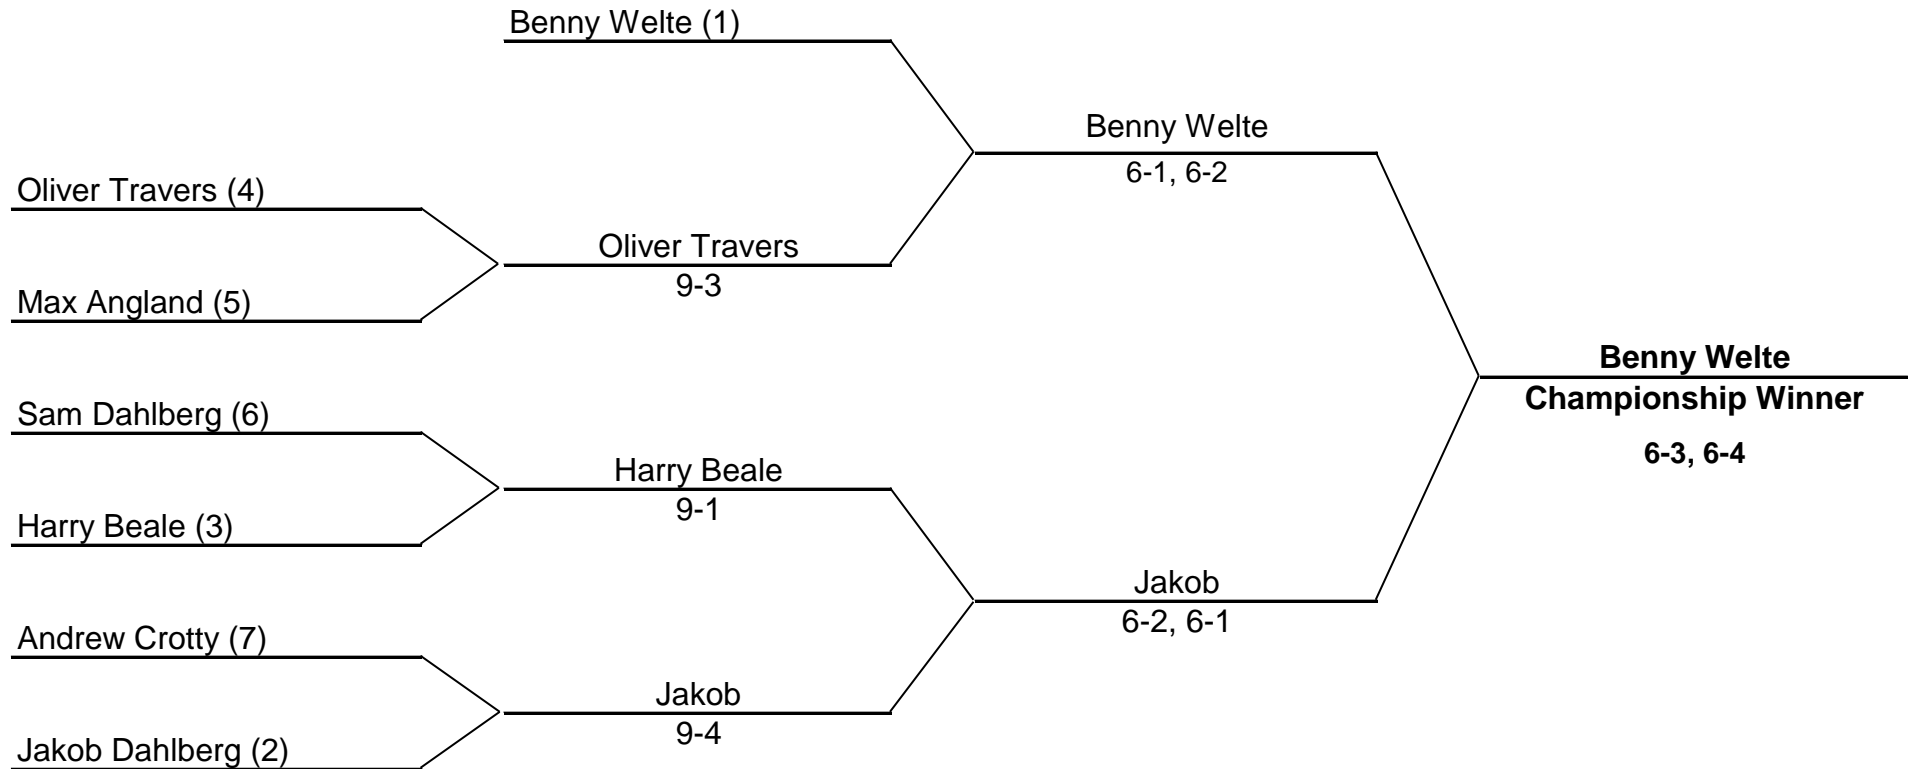 Benny Welte (1)
Benny Welte
6-1, 6-2
Oliver Travers (4)
Oliver Travers
9-3
Max Angland (5)
Benny Welte
Championship Winner
6-3, 6-4
Sam Dahlberg (6)
Harry Beale
9-1
Harry Beale (3)
Jakob
6-2, 6-1
Andrew Crotty (7)
Jakob
9-4
Jakob Dahlberg (2)